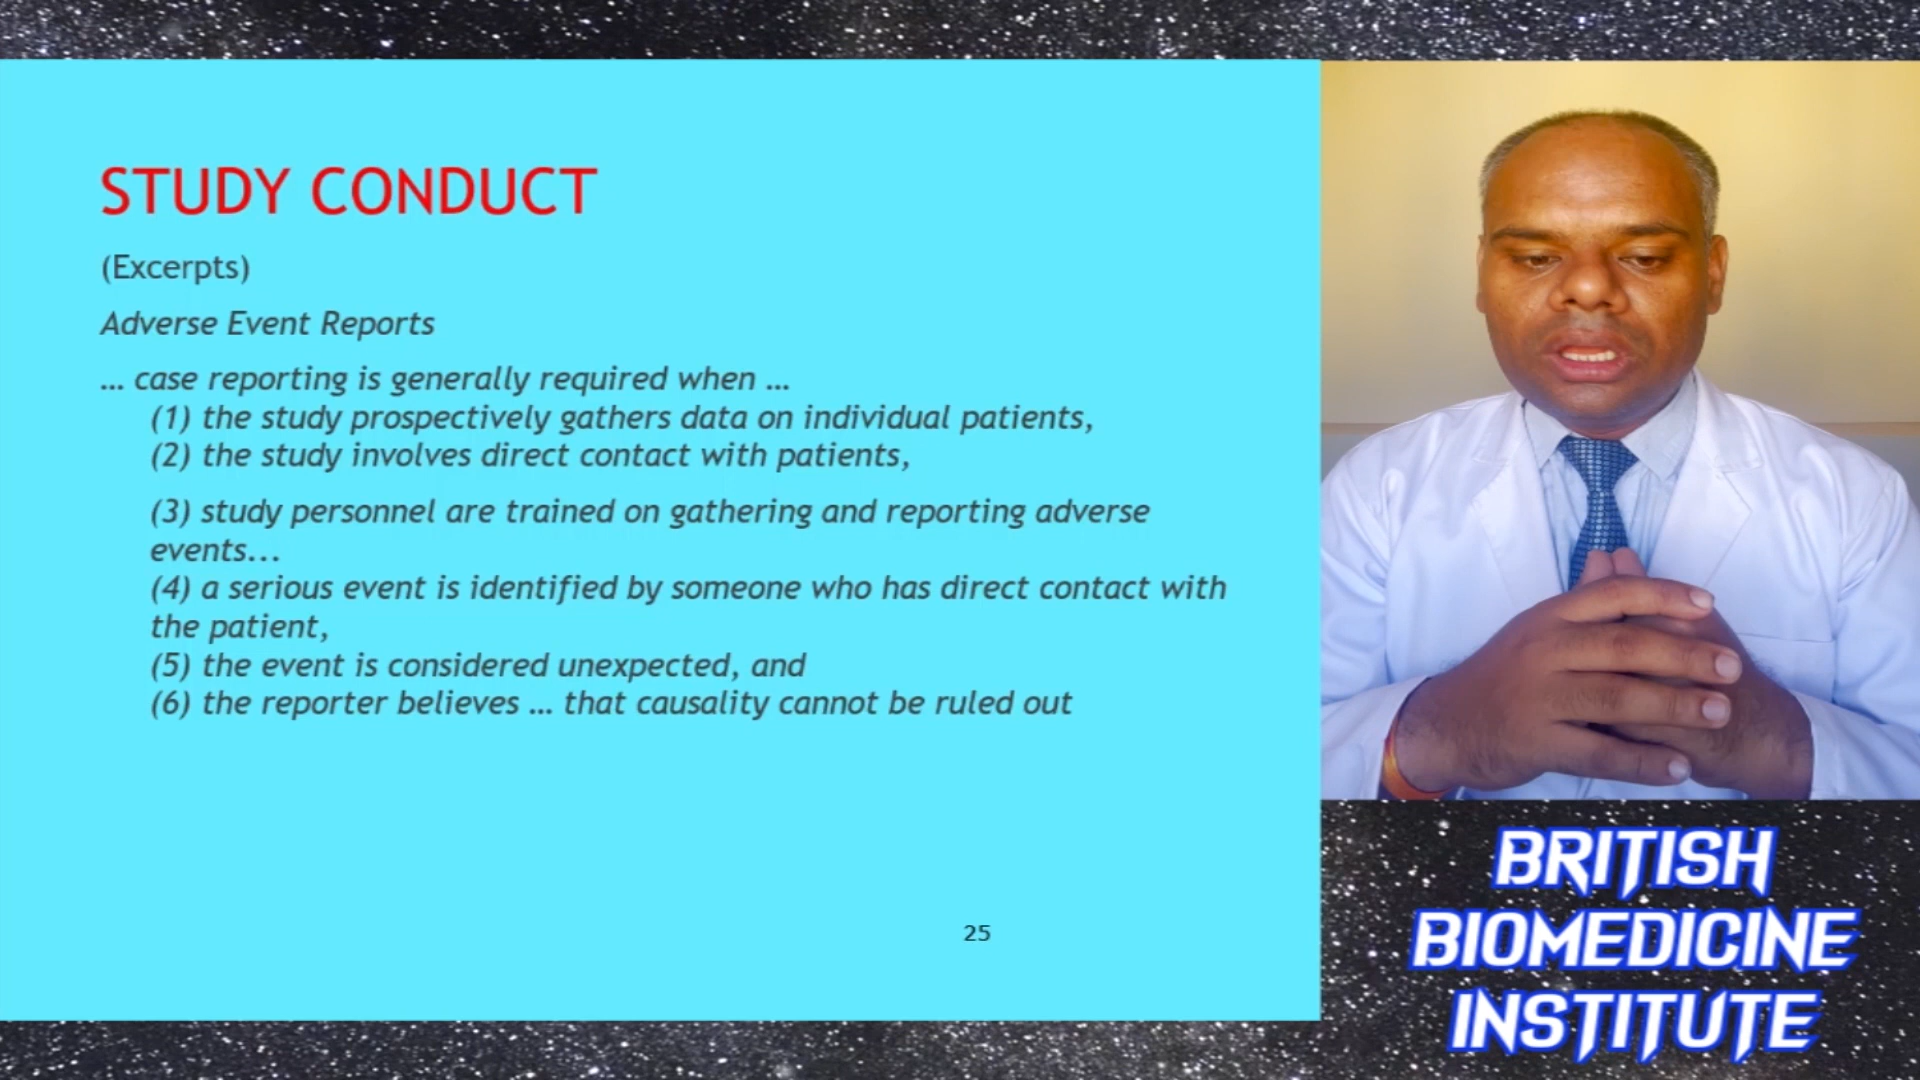 STUDY CONDUCT
(Excerpts)
Adverse Event Reports
... case reporting is generally required when ...
(1) the study prospectively gathers data on individual patients,
(2) the study involves direct contact with patients,
(3) study personnel are trained on gathering and reporting adverse
events...
(4) a serious event is identified by someone who has direct contact with
the patient,
(5) the event is considered unexpected, and
(6) the reporter believes ... that causality cannot be ruled out
25
BRITISH
BIOMEDICINE
INSTITUTE